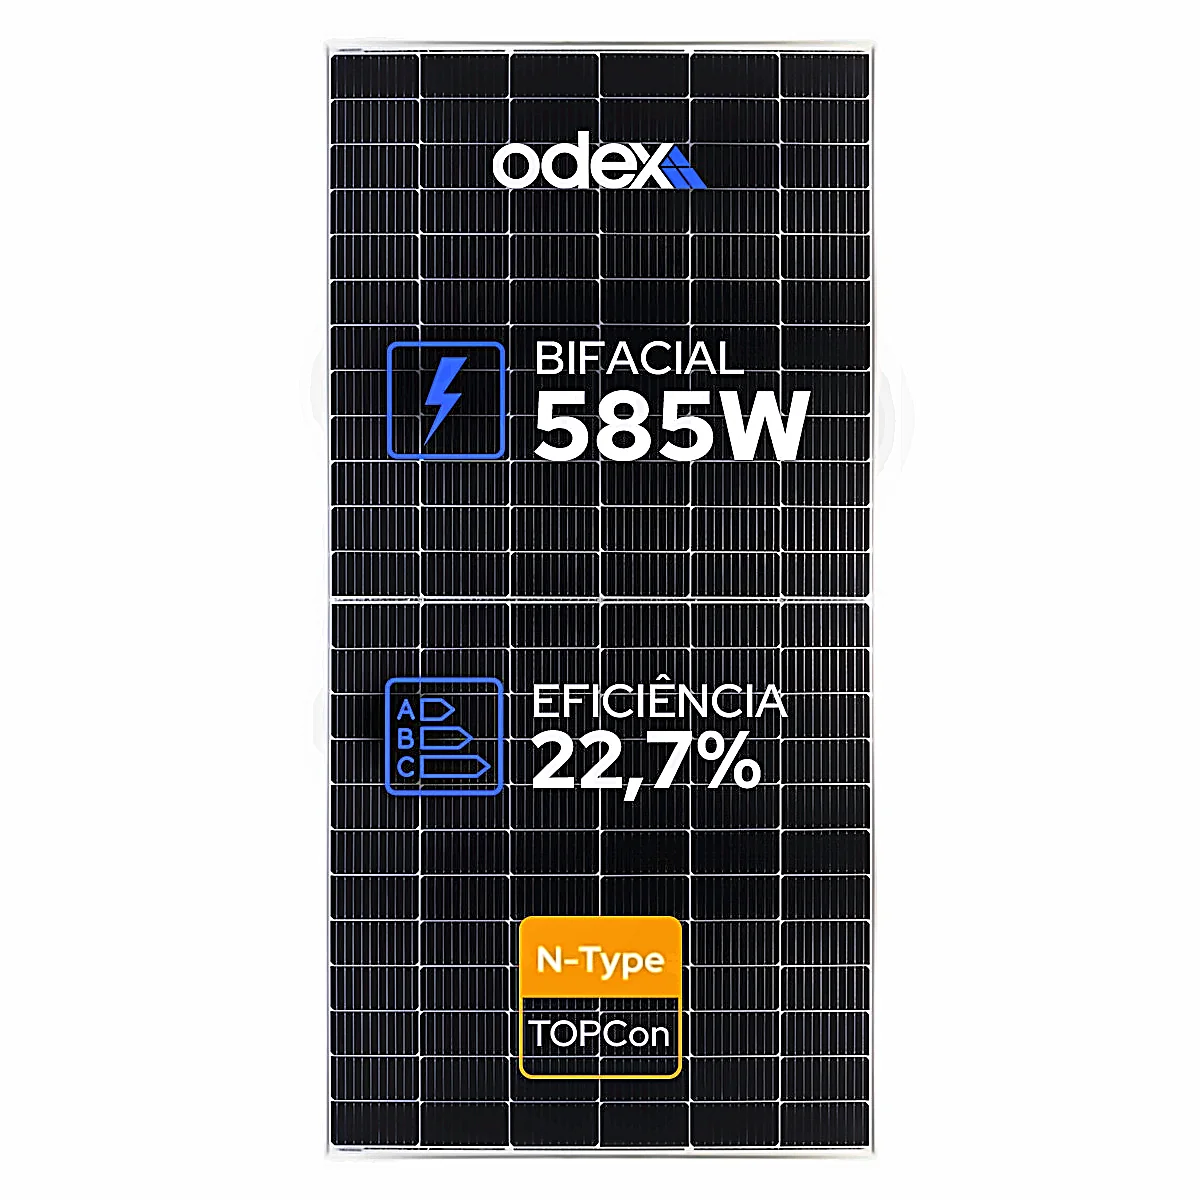 odex
BIFACIAL
585W
A
B
C
EFICIÊNCIA
22,7%
N-Type
TOPCon